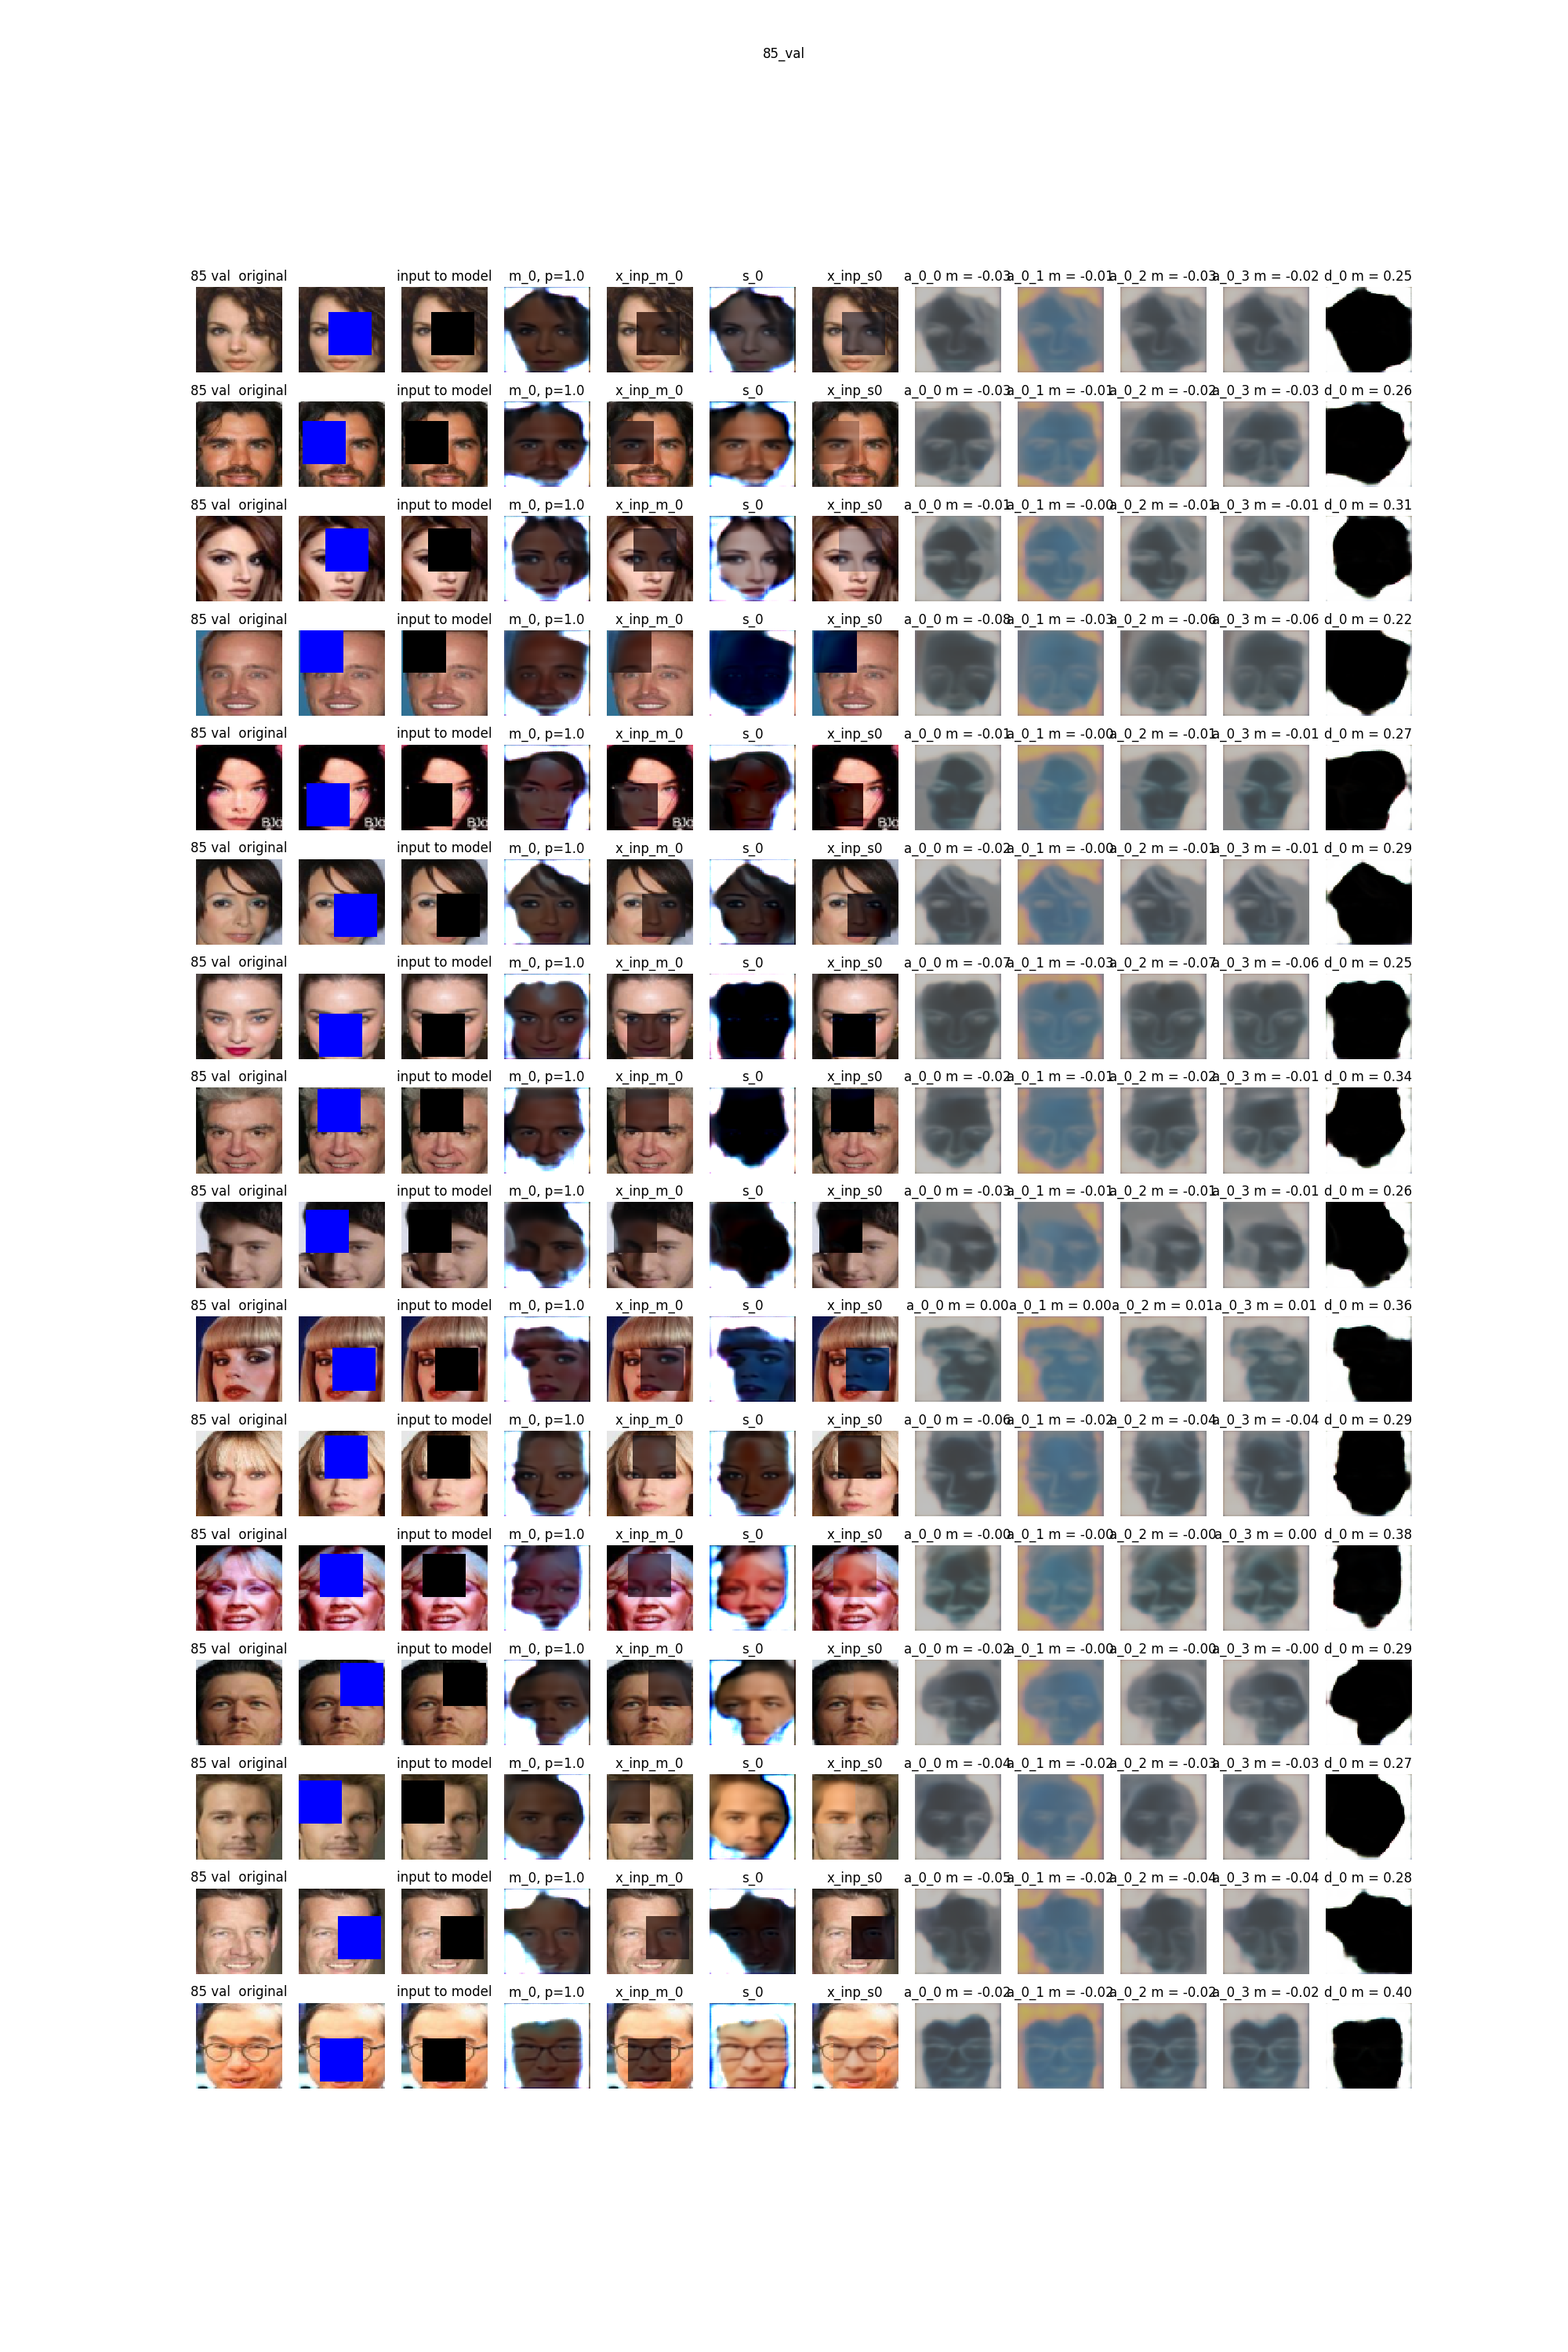 85_val
85 val original input to model m_0, p=1.0 x_inp_m_0 s_0 x_inp_s0 a_0_0 m = -0.03 a_0_1 m = -0.01 a_0_2 m = -0.03 a_0_3 m = -0.02 d_0 m = 0.25
85 val original input to model m_0, p=1.0 x_inp_m_0 s_0 x_inp_s0 a_0_0 m = -0.03 a_0_1 m = -0.01 a_0_2 m = -0.02 a_0_3 m = -0.03 d_0 m = 0.26
85 val original input to model m_0, p=1.0 x_inp_m_0 s_0 x_inp_s0 a_0_0 m = -0.01 a_0_1 m = -0.00 a_0_2 m = -0.01 a_0_3 m = -0.01 d_0 m = 0.31
85 val original input to model m_0, p=1.0 x_inp_m_0 s_0 x_inp_s0 a_0_0 m = -0.08 a_0_1 m = -0.03 a_0_2 m = -0.06 a_0_3 m = -0.06 d_0 m = 0.22
85 val original input to model m_0, p=1.0 x_inp_m_0 s_0 x_inp_s0 a_0_0 m = -0.01 a_0_1 m = -0.00 a_0_2 m = -0.01 a_0_3 m = -0.01 d_0 m = 0.27
85 val original input to model m_0, p=1.0 x_inp_m_0 s_0 x_inp_s0 a_0_0 m = -0.02 a_0_1 m = -0.00 a_0_2 m = -0.01 a_0_3 m = -0.01 d_0 m = 0.29
85 val original input to model m_0, p=1.0 x_inp_m_0 s_0 x_inp_s0 a_0_0 m = -0.07 a_0_1 m = -0.03 a_0_2 m = -0.07 a_0_3 m = -0.06 d_0 m = 0.25
85 val original input to model m_0, p=1.0 x_inp_m_0 s_0 x_inp_s0 a_0_0 m = -0.02 a_0_1 m = -0.01 a_0_2 m = -0.02 a_0_3 m = -0.01 d_0 m = 0.34
85 val original input to model m_0, p=1.0 x_inp_m_0 s_0 x_inp_s0 a_0_0 m = -0.03 a_0_1 m = -0.01 a_0_2 m = -0.01 a_0_3 m = -0.01 d_0 m = 0.26
85 val original input to model m_0, p=1.0 x_inp_m_0 s_0 x_inp_s0 a_0_0 m = 0.00 a_0_1 m = 0.00 a_0_2 m = 0.01 a_0_3 m = 0.01 d_0 m = 0.36
85 val original input to model m_0, p=1.0 x_inp_m_0 s_0 x_inp_s0 a_0_0 m = -0.06 a_0_1 m = -0.02 a_0_2 m = -0.04 a_0_3 m = -0.04 d_0 m = 0.29
85 val original input to model m_0, p=1.0 x_inp_m_0 s_0 x_inp_s0 a_0_0 m = -0.00 a_0_1 m = -0.00 a_0_2 m = -0.00 a_0_3 m = 0.00 d_0 m = 0.38
85 val original input to model m_0, p=1.0 x_inp_m_0 s_0 x_inp_s0 a_0_0 m = -0.02 a_0_1 m = -0.00 a_0_2 m = -0.00 a_0_3 m = -0.00 d_0 m = 0.29
85 val original input to model m_0, p=1.0 x_inp_m_0 s_0 x_inp_s0 a_0_0 m = -0.04 a_0_1 m = -0.02 a_0_2 m = -0.03 a_0_3 m = -0.03 d_0 m = 0.27
85 val original input to model m_0, p=1.0 x_inp_m_0 s_0 x_inp_s0 a_0_0 m = -0.05 a_0_1 m = -0.02 a_0_2 m = -0.04 a_0_3 m = -0.04 d_0 m = 0.28
85 val original input to model m_0, p=1.0 x_inp_m_0 s_0 x_inp_s0 a_0_0 m = -0.02 a_0_1 m = -0.02 a_0_2 m = -0.02 a_0_3 m = -0.02 d_0 m = 0.40